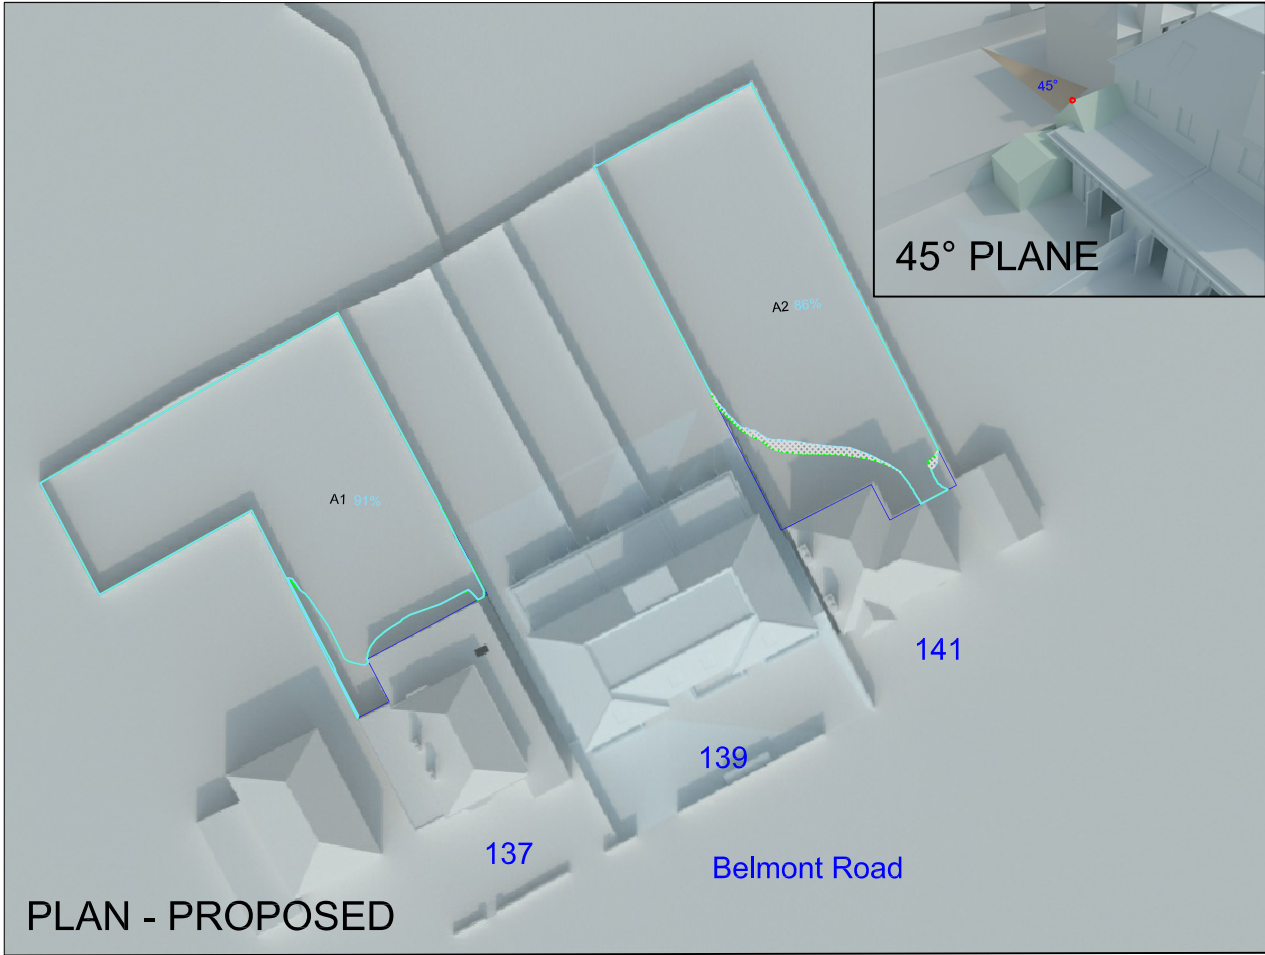 45°
45° PLANE
A2 86%
A1 91%
141
139
137
Belmont Road
PLAN - PROPOSED